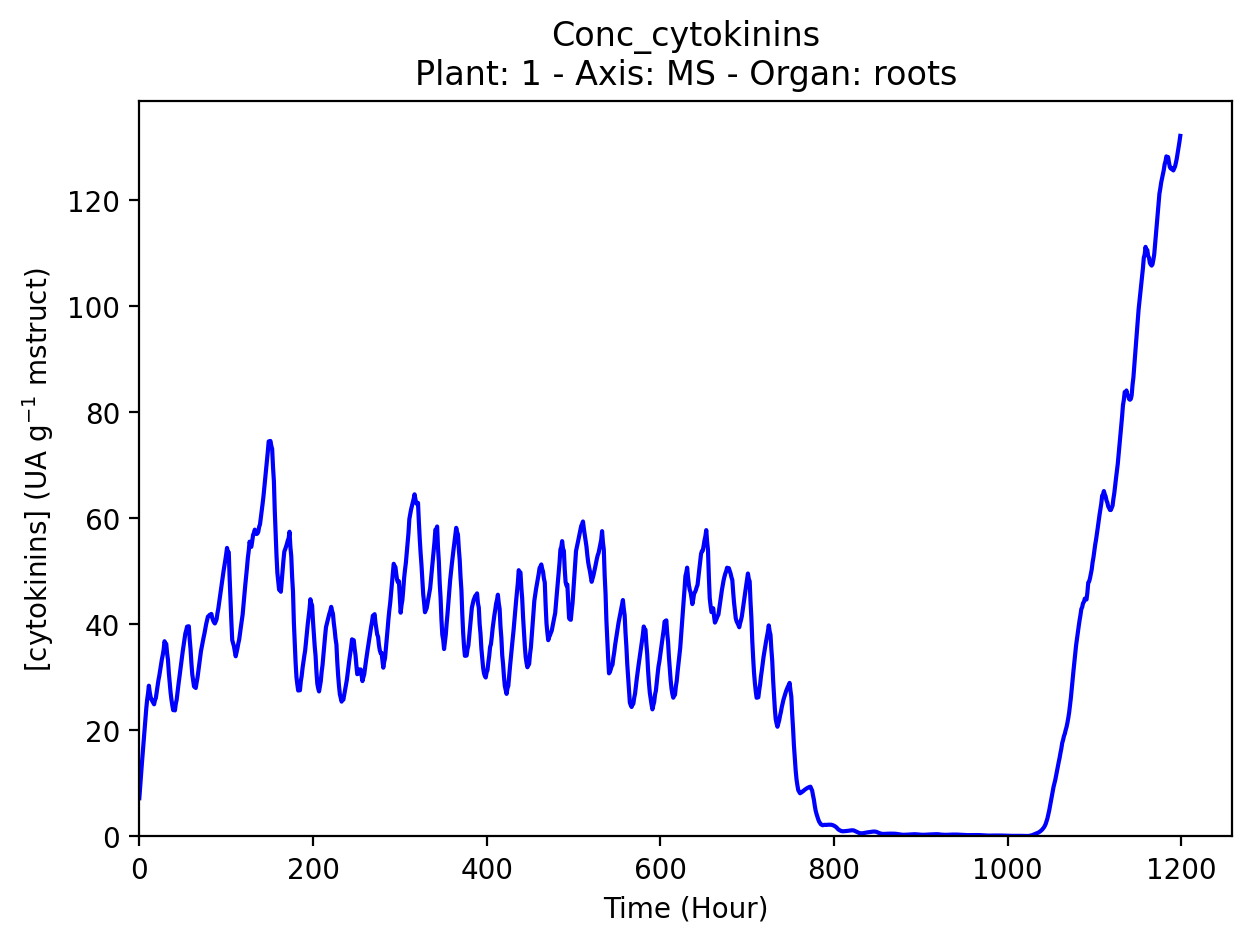 Conc_cytokinins
Plant: 1 - Axis: MS - Organ: roots
[cytokinins] (UA g⁻¹ mstruct)
120
100
80
60
40
20
0
0 200 400 600 800 1000 1200
Time (Hour)